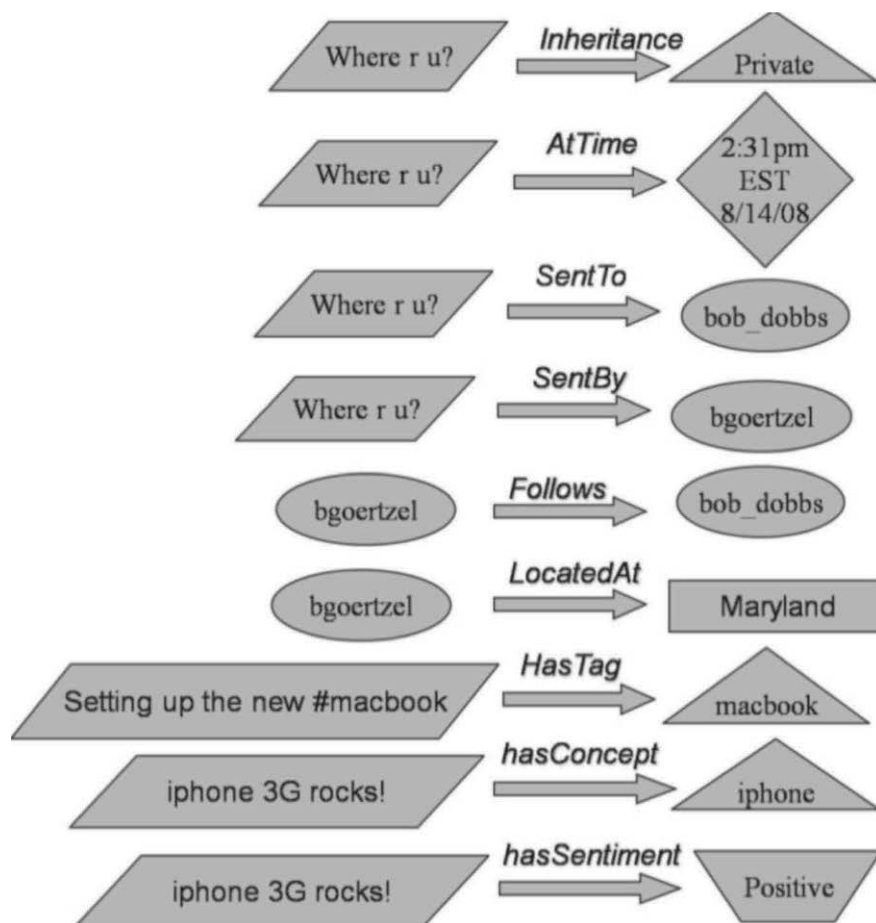 Where r u? Inheritance Private
Where r u? AtTime 2:31pm
EST
8/14/08
Where r u? SentTo bob_dobbs
Where r u? SentBy bgoertzel
bgoertzel Follows bob_dobbs
bgoertzel LocatedAt Maryland
Setting up the new #macbook HasTag macbook
iphone 3G rocks! hasConcept iphone
iphone 3G rocks! hasSentiment Positive